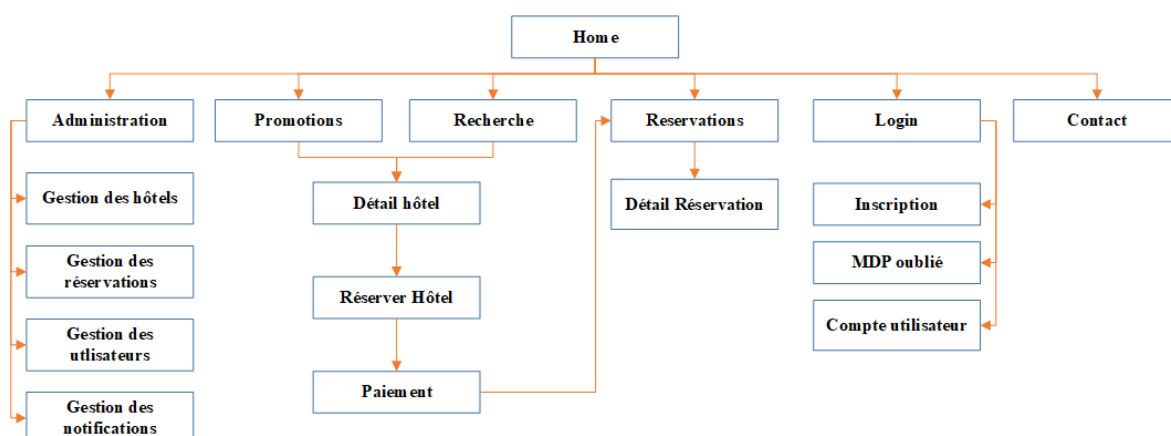 Home
Administration
Promotions
Recherche
Reservations
Login
Contact
Gestion des hôtels
Détail hôtel
Détail Réservation
Inscription
Gestion des
réservations
MDP oublié
Réserver Hôtel
Gestion des
utlisateurs
Compte utilisateur
Paiement
Gestion des
notifications